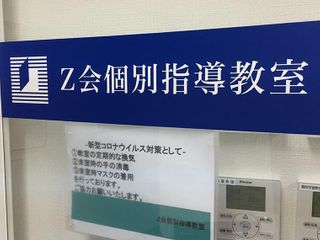 Z会個別指導教室
-新型コロナウイルス対策として-
①教室の定期的な換気
②来室時の手の消毒
③来室時マスクの着用
を行っております。
ご協力お願いいたします。
Z会個別指導教室